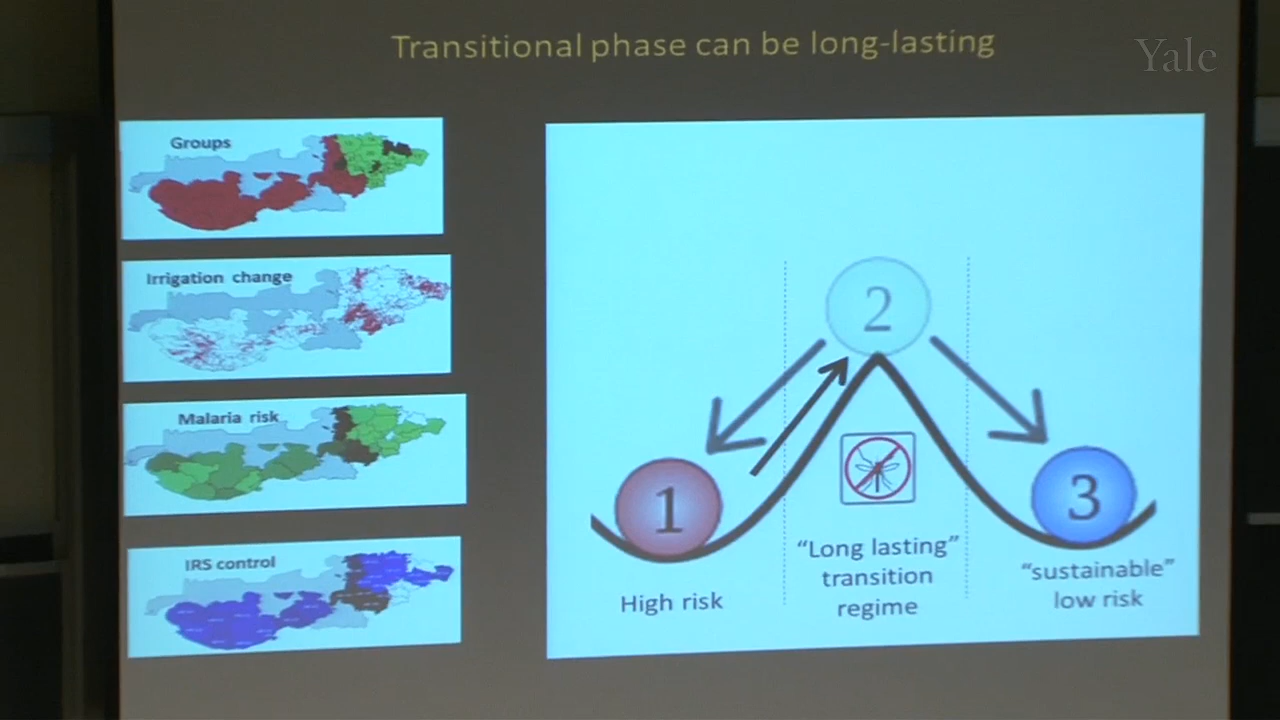 Transitional phase can be long-lasting
Yale
Groups
Irrigation change
Malaria risk
IRS control
2
1
3
High risk
“Long lasting”
transition
regime
“sustainable”
low risk